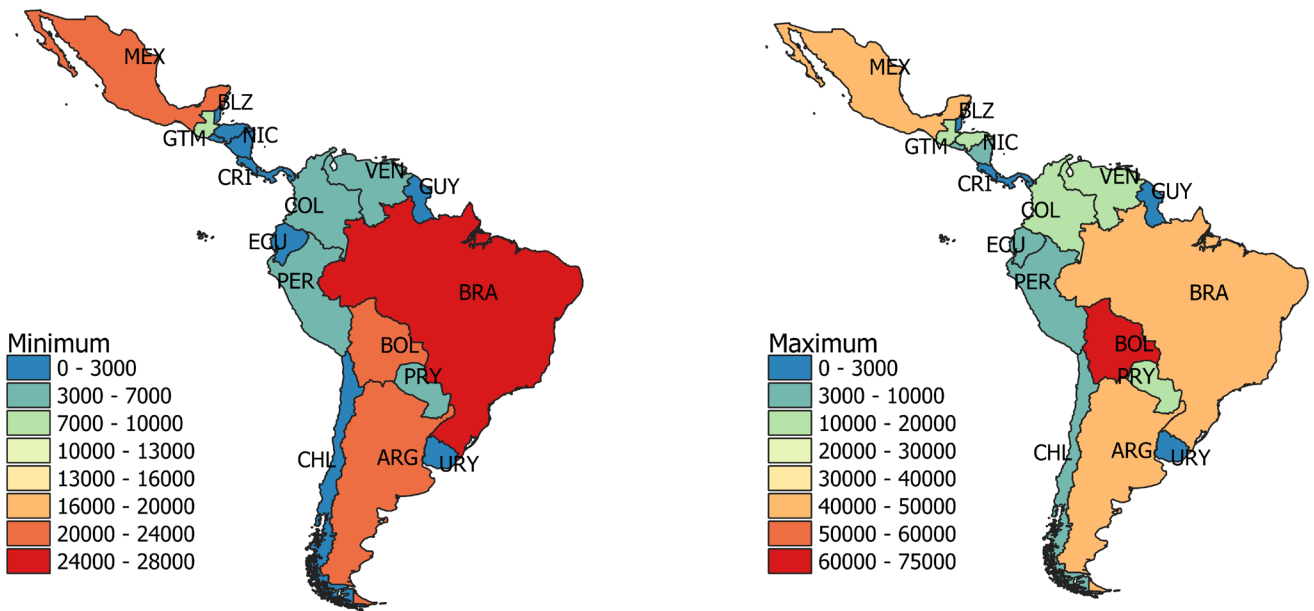 MEX
BLZ
GTM
NIC
CRI
VEN
GUY
COL
ECU
PER
BRA
BOL
PRY
CHL
ARG
URY
Minimum
0 - 3000
3000 - 7000
7000 - 10000
10000 - 13000
13000 - 16000
16000 - 20000
20000 - 24000
24000 - 28000
MEX
BLZ
GTM
NIC
CRI
VEN
GUY
COL
ECU
PER
BRA
BOL
PRY
CHL
ARG
URY
Maximum
0 - 3000
3000 - 10000
10000 - 20000
20000 - 30000
30000 - 40000
40000 - 50000
50000 - 60000
60000 - 75000